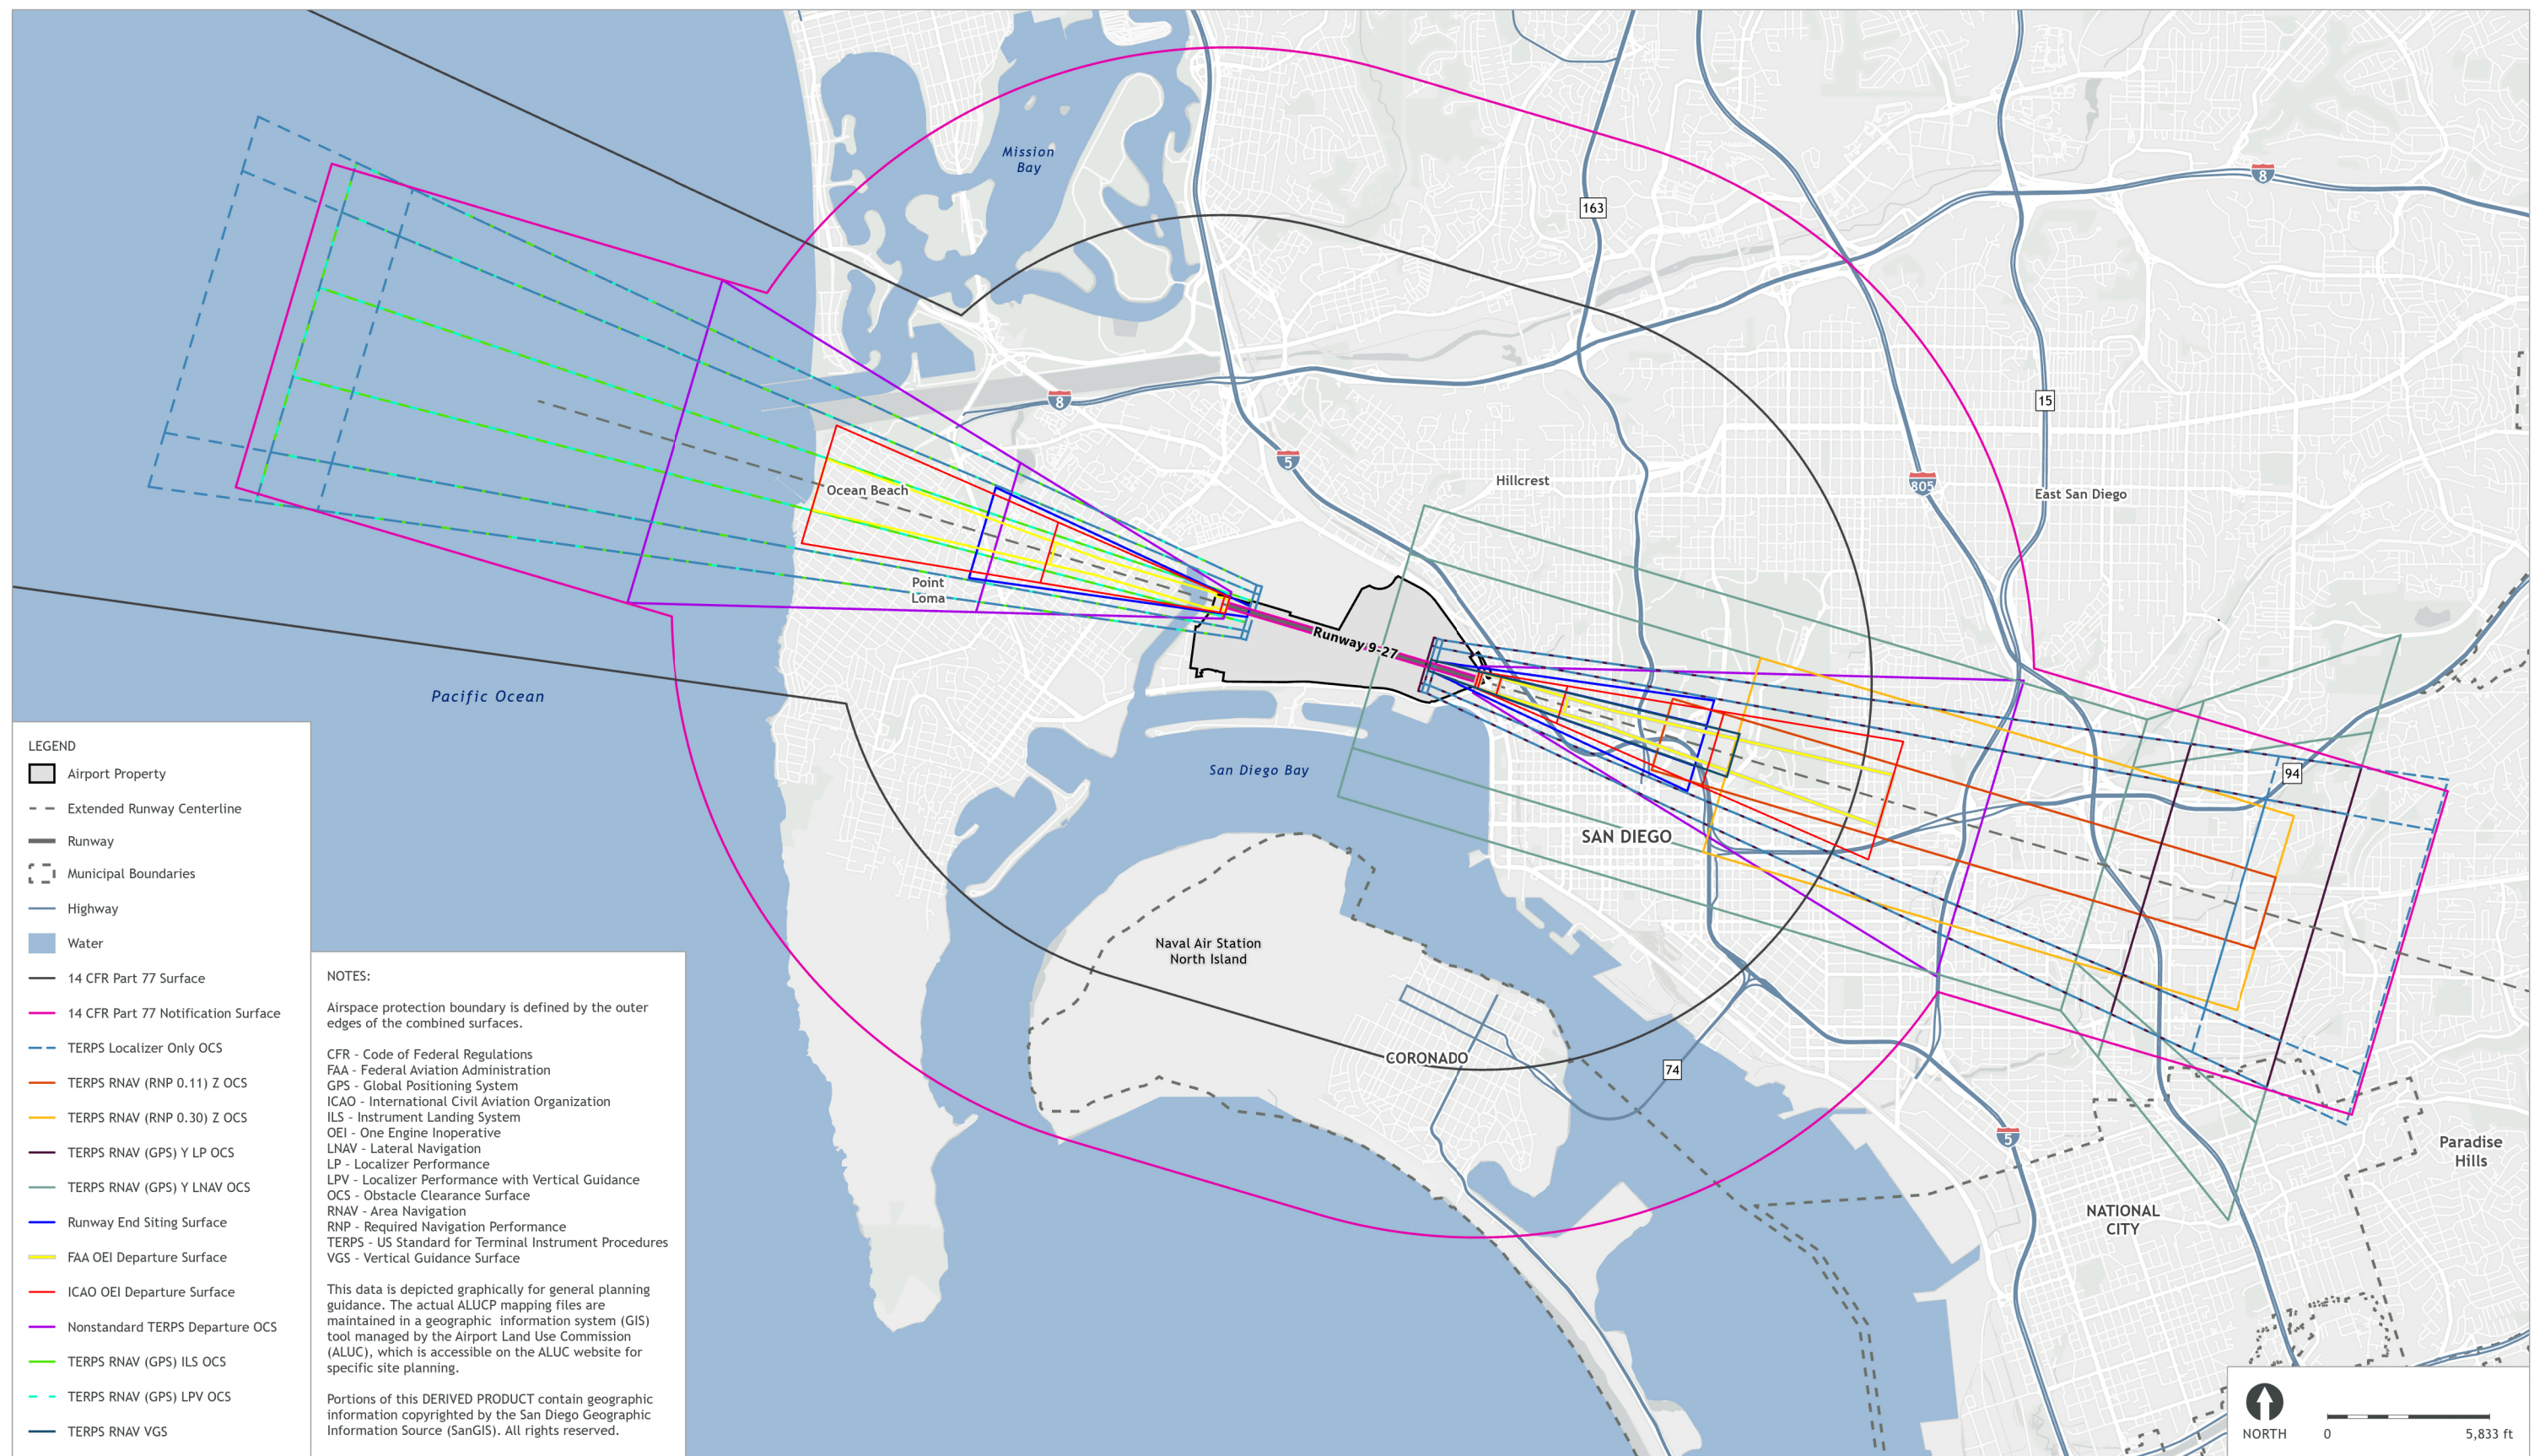 Mission
Bay
163
8
8
15
5
Hillcrest
805
East San Diego
Ocean Beach
Point
Loma
Runway 9-27
Pacific Ocean
San Diego Bay
94
SAN DIEGO
Naval Air Station
North Island
CORONADO
74
5
Paradise
Hills
NATIONAL
CITY
LEGEND
Airport Property
Extended Runway Centerline
Runway
Municipal Boundaries
Highway
Water
14 CFR Part 77 Surface
14 CFR Part 77 Notification Surface
TERPS Localizer Only OCS
TERPS RNAV (RNP 0.11) Z OCS
TERPS RNAV (RNP 0.30) Z OCS
TERPS RNAV (GPS) Y LP OCS
TERPS RNAV (GPS) Y LNAV OCS
Runway End Siting Surface
FAA OEI Departure Surface
ICAO OEI Departure Surface
Nonstandard TERPS Departure OCS
TERPS RNAV (GPS) ILS OCS
TERPS RNAV (GPS) LPV OCS
TERPS RNAV VGS
NOTES:
Airspace protection boundary is defined by the outer
edges of the combined surfaces.
CFR - Code of Federal Regulations
FAA - Federal Aviation Administration
GPS - Global Positioning System
ICAO - International Civil Aviation Organization
ILS - Instrument Landing System
OEI - One Engine Inoperative
LNAV - Lateral Navigation
LP - Localizer Performance
LPV - Localizer Performance with Vertical Guidance
OCS - Obstacle Clearance Surface
RNAV - Area Navigation
RNP - Required Navigation Performance
TERPS - US Standard for Terminal Instrument Procedures
VGS - Vertical Guidance Surface
This data is depicted graphically for general planning
guidance. The actual ALUCP mapping files are
maintained in a geographic information system (GIS)
tool managed by the Airport Land Use Commission
(ALUC), which is accessible on the ALUC website for
specific site planning.
Portions of this DERIVED PRODUCT contain geographic
information copyrighted by the San Diego Geographic
Information Source (SanGIS). All rights reserved.
NORTH
0
5,833 ft